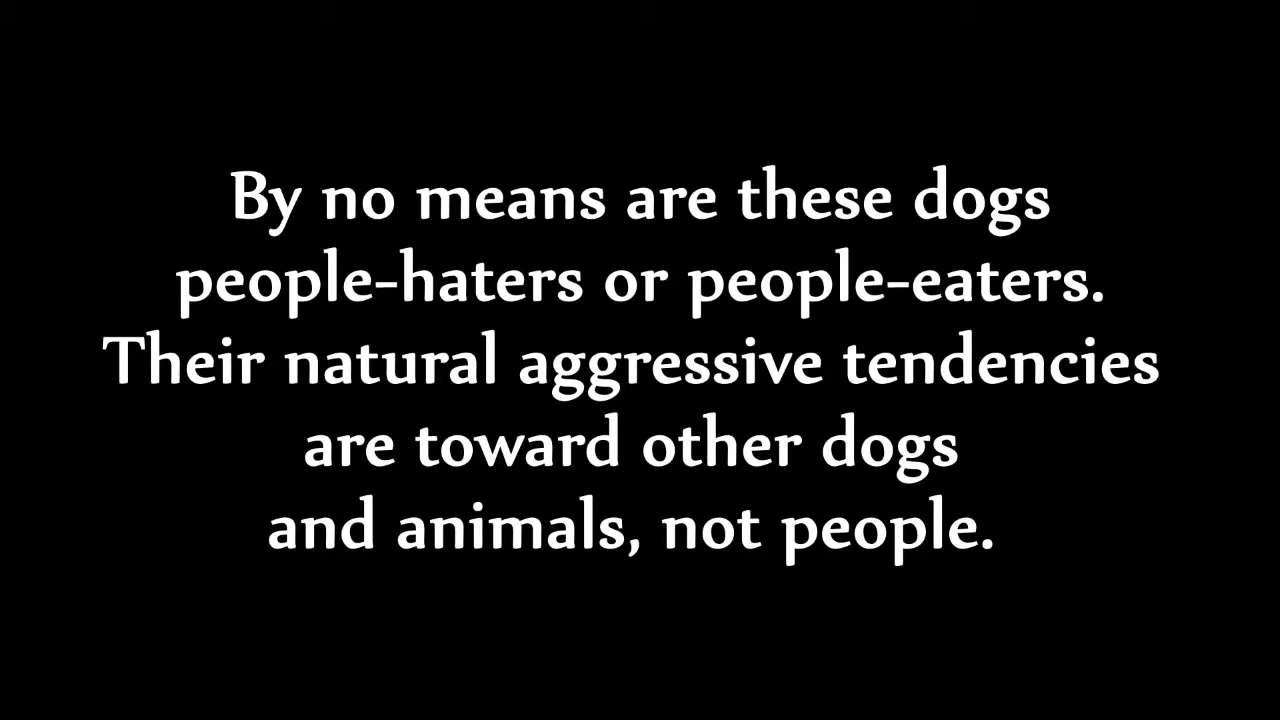 By no means are these dogs
people-haters or people-eaters.
Their natural aggressive tendencies
are toward other dogs
and animals, not people.